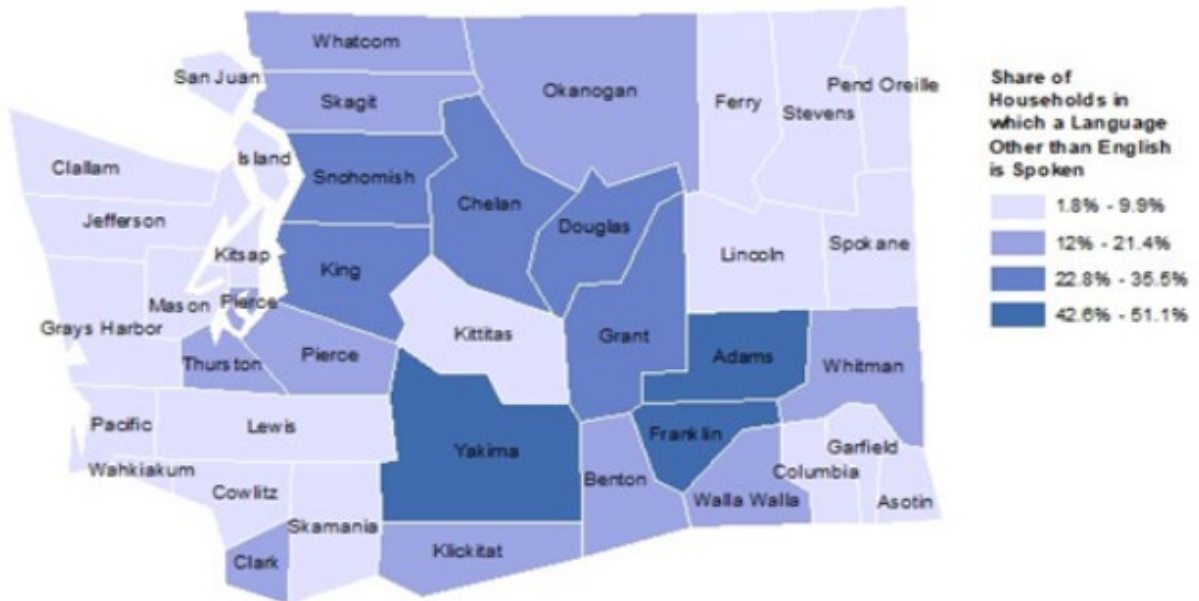 Whatcom
San Juan
Skagit
Okanogan
Ferry
Stevens
Pend Oreille
Island
Clallam
Snohomish
Chelan
Jefferson
Douglas
Kitsap
King
Lincoln
Spokane
Mason
Pierce
Grays Harbor
Kittitas
Grant
Thurston
Pierce
Adams
Whitman
Pacific
Lewis
Yakima
Franklin
Garfield
Wahkiakum
Columbia
Cowlitz
Benton
Walla Walla
Asotin
Skamania
Clark
Klickitat
Share of
Households in
which a Language
Other than English
is Spoken
1.8% - 9.9%
12% - 21.4%
22.8% - 35.5%
42.6% - 51.1%